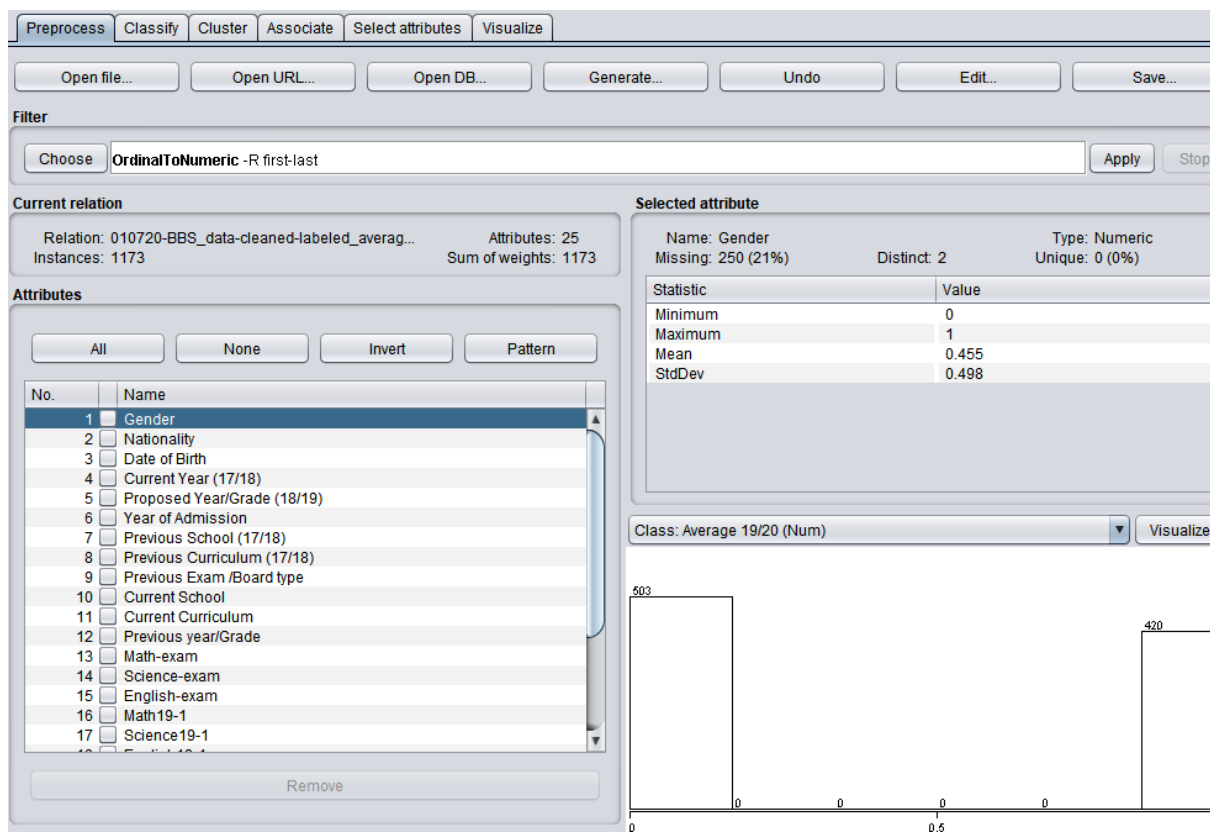 Preprocess Classify Cluster Associate Select attributes Visualize
Open file... Open URL... Open DB... Generate... Undo Edit... Save...
Filter
Choose OrdinalToNumeric -R first-last Apply Stop
Current relation
Relation: 010720-BBS_data-cleaned-labeled_averag... Attributes: 25
Instances: 1173 Sum of weights: 1173
Attributes
All None Invert Pattern
No. Name
1 Gender
2 Nationality
3 Date of Birth
4 Current Year (17/18)
5 Proposed Year/Grade (18/19)
6 Year of Admission
7 Previous School (17/18)
8 Previous Curriculum (17/18)
9 Previous Exam /Board type
10 Current School
11 Current Curriculum
12 Previous year/Grade
13 Math-exam
14 Science-exam
15 English-exam
16 Math19-1
17 Science19-1
Remove
Selected attribute
Name: Gender Type: Numeric
Missing: 250 (21%) Distinct: 2 Unique: 0 (0%)
Statistic Value
Minimum 0
Maximum 1
Mean 0.455
StdDev 0.498
Class: Average 19/20 (Num) Visualize
503
420
0 0 0 0
0 0.5